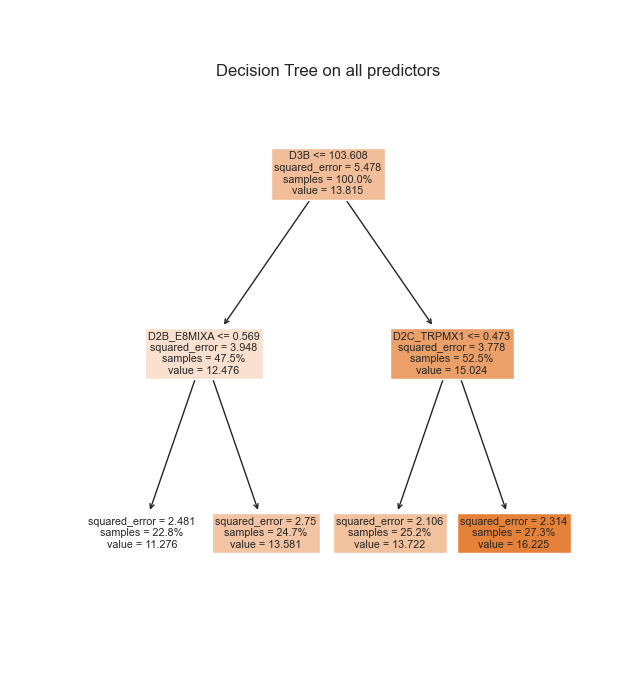 Decision Tree on all predictors
D3B <= 103.608
squared_error = 5.478
samples = 100.0%
value = 13.815
D2B_E8MIXA <= 0.569
squared_error = 3.948
samples = 47.5%
value = 12.476
D2C_TRPMX1 <= 0.473
squared_error = 3.778
samples = 52.5%
value = 15.024
squared_error = 2.481
samples = 22.8%
value = 11.276
squared_error = 2.75
samples = 24.7%
value = 13.581
squared_error = 2.106
samples = 25.2%
value = 13.722
squared_error = 2.314
samples = 27.3%
value = 16.225